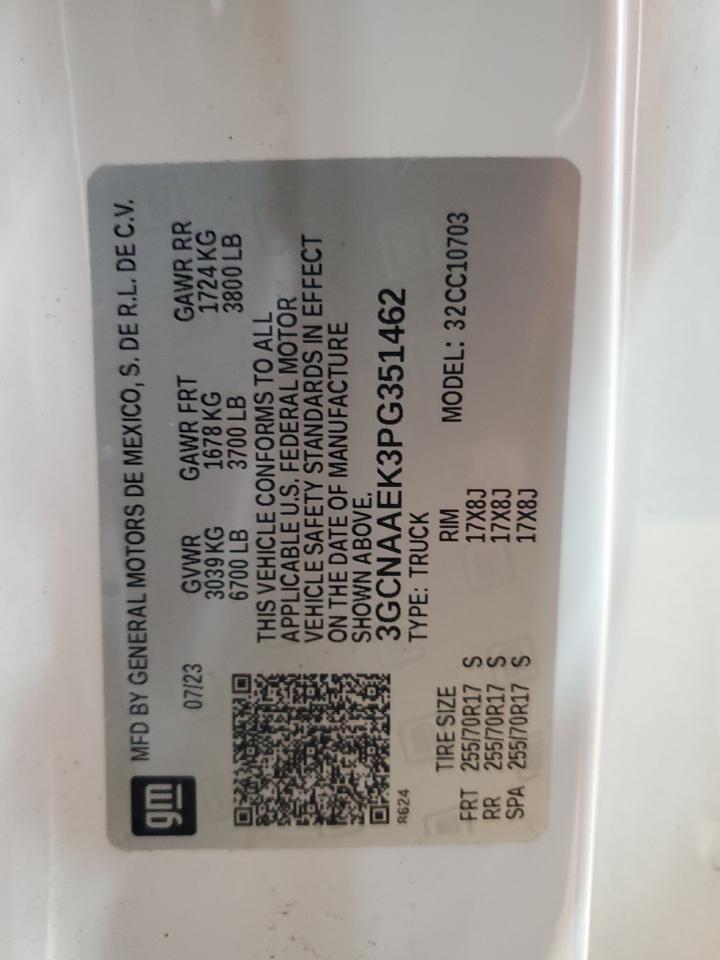 gm
MFD BY GENERAL MOTORS DE MEXICO, S. DE R.L. DE C.V.
07/23
GVWR GAWR FRT GAWR RR
3039 KG 1678 KG 1724 KG
6700 LB 3700 LB 3800 LB
THIS VEHICLE CONFORMS TO ALL
APPLICABLE U.S. FEDERAL MOTOR
VEHICLE SAFETY STANDARDS IN EFFECT
ON THE DATE OF MANUFACTURE
SHOWN ABOVE.
3GCNAAEK3PG351462
TYPE: TRUCK
MODEL: 32CC10703
R624
TIRE SIZE RIM
FRT 255/70R17 S 17X8J
RR 255/70R17 S 17X8J
SPA 255/70R17 S 17X8J